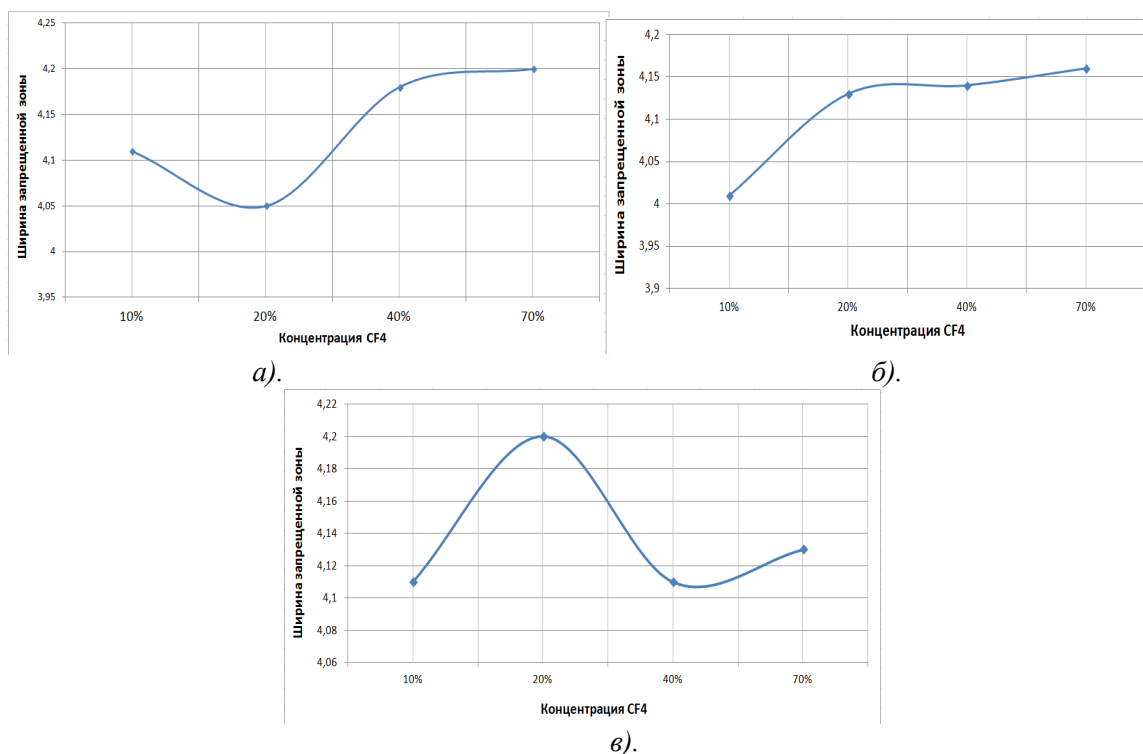 Ширина запрещенной зоны
4,25
4,2
4,15
4,1
4,05
4
3,95
10% 20% 40% 70%
Концентрация CF4
а).
Ширина запрещенной зоны
4,2
4,15
4,1
4,05
4
3,95
3,9
10% 20% 40% 70%
Концентрация CF4
б).
Ширина запрещенной зоны
4,22
4,2
4,18
4,16
4,14
4,12
4,1
4,08
4,06
10% 20% 40% 70%
Концентрация CF4
в).